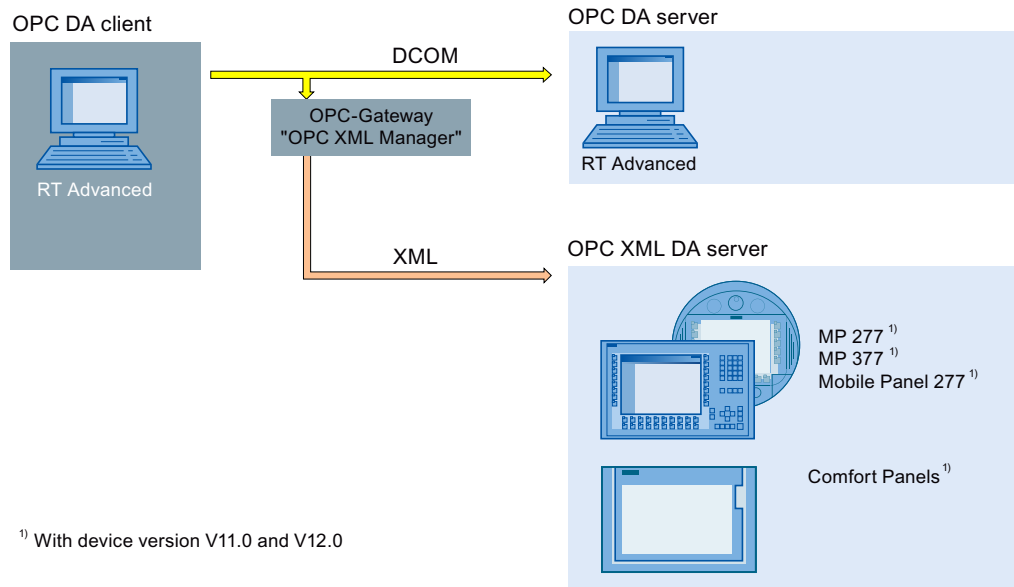 OPC DA client
OPC DA server
DCOM
OPC-Gateway
"OPC XML Manager"
RT Advanced
RT Advanced
XML
OPC XML DA server
MP 277 1)
MP 377 1)
Mobile Panel 277 1)
Comfort Panels 1)
1) With device version V11.0 and V12.0